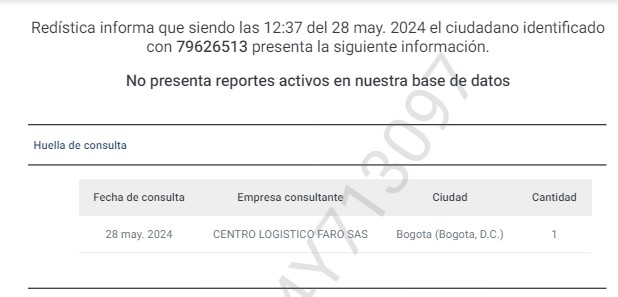 Redística informa que siendo las 12:37 del 28 may. 2024 el ciudadano identificado
con 79626513 presenta la siguiente información.
No presenta reportes activos en nuestra base de datos
Huella de consulta
Fecha de consulta Empresa consultante Ciudad Cantidad
28 may. 2024 CENTRO LOGISTICO FARO SAS Bogota (Bogota, D.C.) 1
AY713097